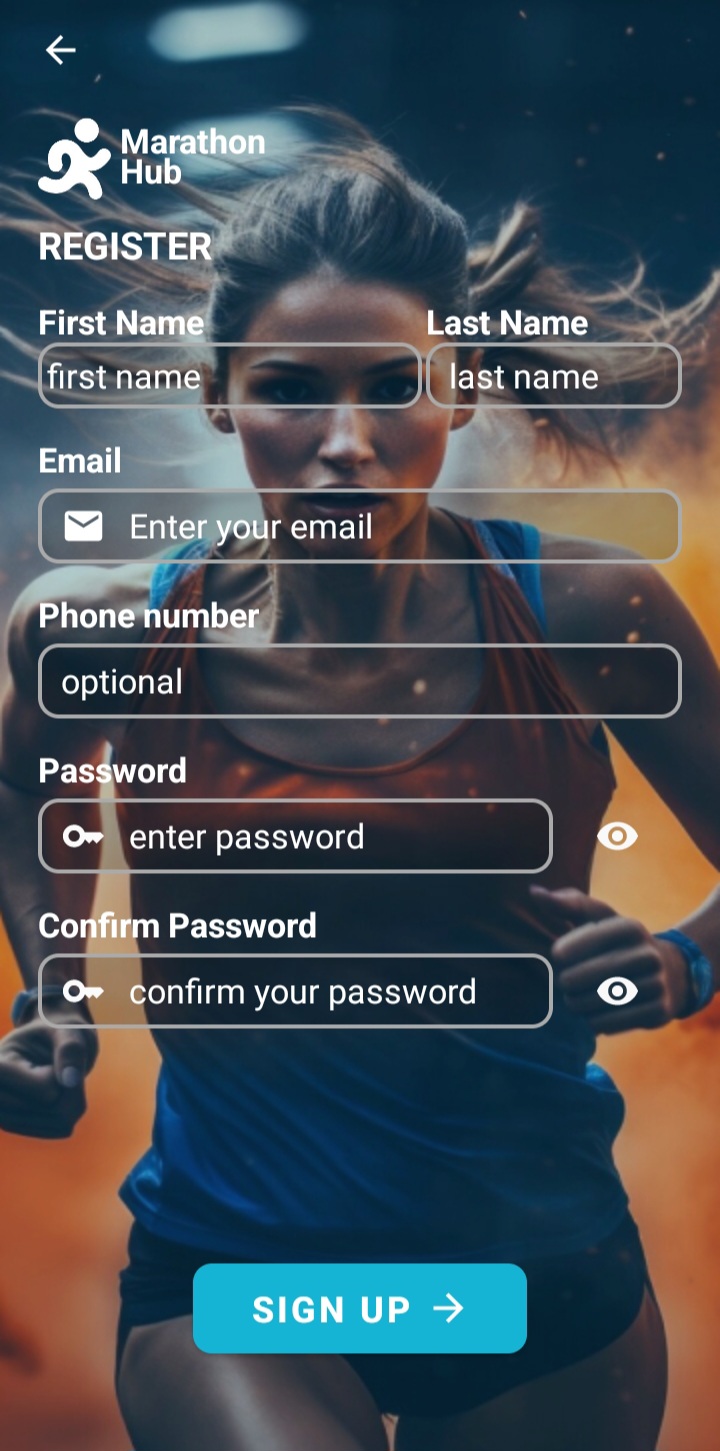 Marathon
Hub
REGISTER
First Name Last Name
first name last name
Email
Enter your email
Phone number
optional
Password
enter password
Confirm Password
confirm your password
SIGN UP